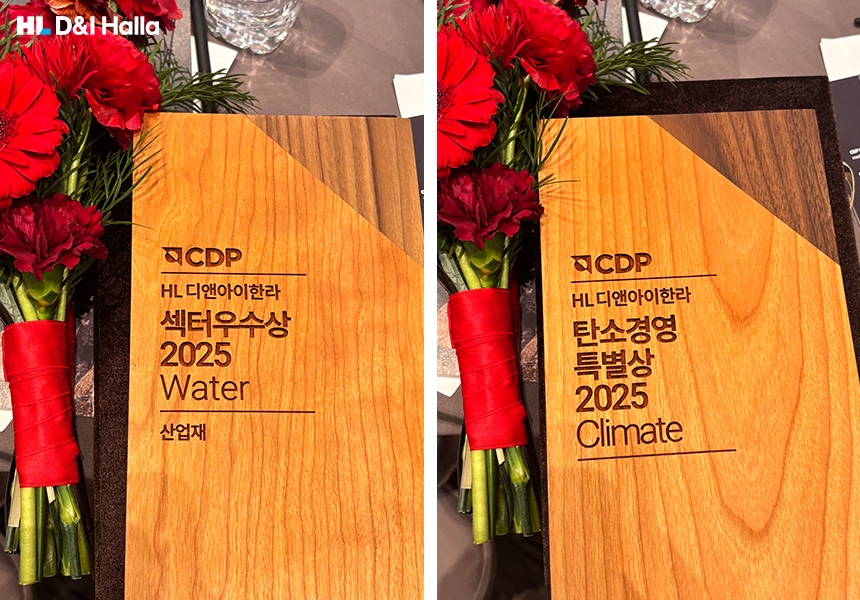 HL D&I Halla
CDP
HL 디앤아이한라
섹터우수상
2025
Water
산업재
CDP
HL 디앤아이한라
탄소경영
특별상
2025
Climate